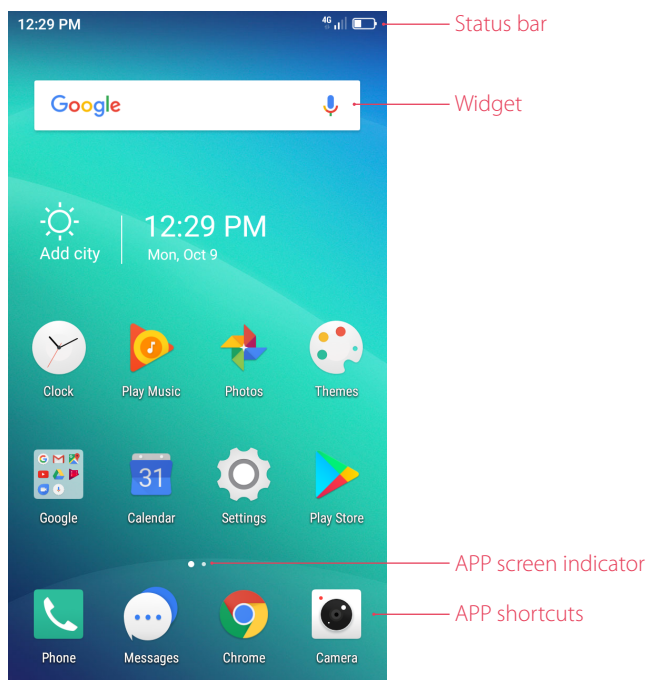 12:29 PM 4G
Status bar
Google
Widget
12:29 PM
Add city
Mon, Oct 9
Clock Play Music Photos Themes
31
Google Calendar Settings Play Store
APP screen indicator
APP shortcuts
Phone Messages Chrome Camera